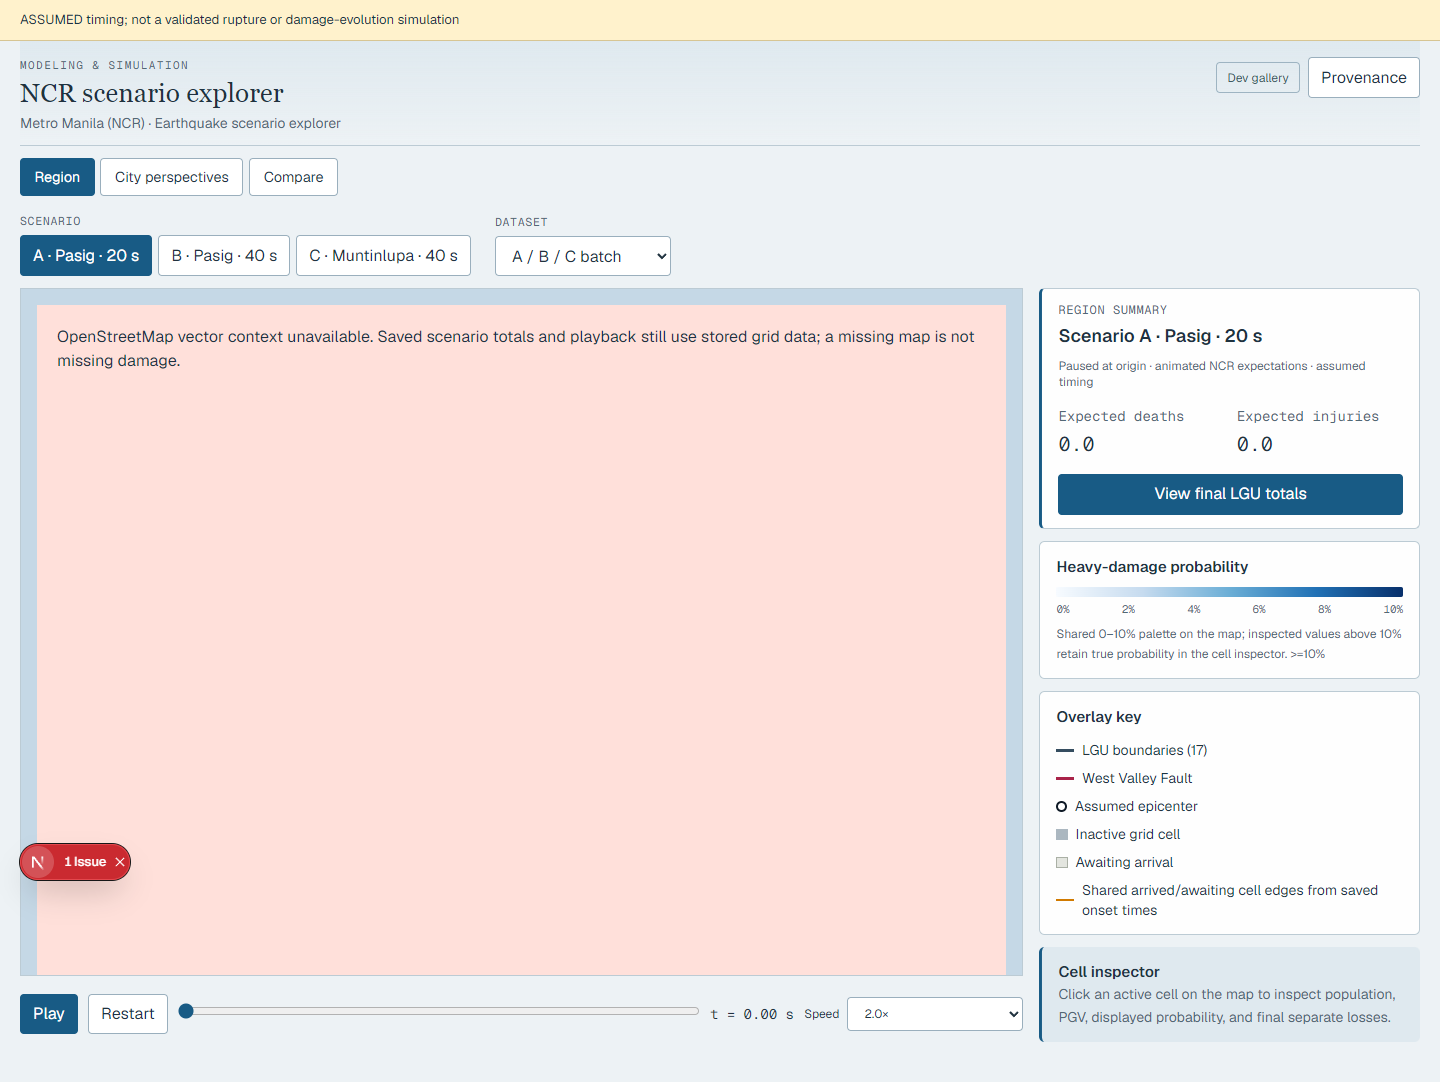 ASSUMED timing; not a validated rupture or damage-evolution simulation
MODELING & SIMULATION
NCR scenario explorer
Metro Manila (NCR) · Earthquake scenario explorer
Dev gallery
Provenance
Region
City perspectives
Compare
SCENARIO
A · Pasig · 20 s
B · Pasig · 40 s
C · Muntinlupa · 40 s
DATASET
A / B / C batch
OpenStreetMap vector context unavailable. Saved scenario totals and playback still use stored grid data; a missing map is not
missing damage.
N
1 Issue
Play
Restart
t = 0.00 s
Speed
2.0×
REGION SUMMARY
Scenario A · Pasig · 20 s
Paused at origin · animated NCR expectations · assumed
timing
Expected deaths
Expected injuries
0.0
0.0
View final LGU totals
Heavy-damage probability
0% 2% 4% 6% 8% 10%
Shared 0–10% palette on the map; inspected values above 10%
retain true probability in the cell inspector. >=10%
Overlay key
LGU boundaries (17)
West Valley Fault
Assumed epicenter
Inactive grid cell
Awaiting arrival
Shared arrived/awaiting cell edges from saved
onset times
Cell inspector
Click an active cell on the map to inspect population,
PGV, displayed probability, and final separate losses.